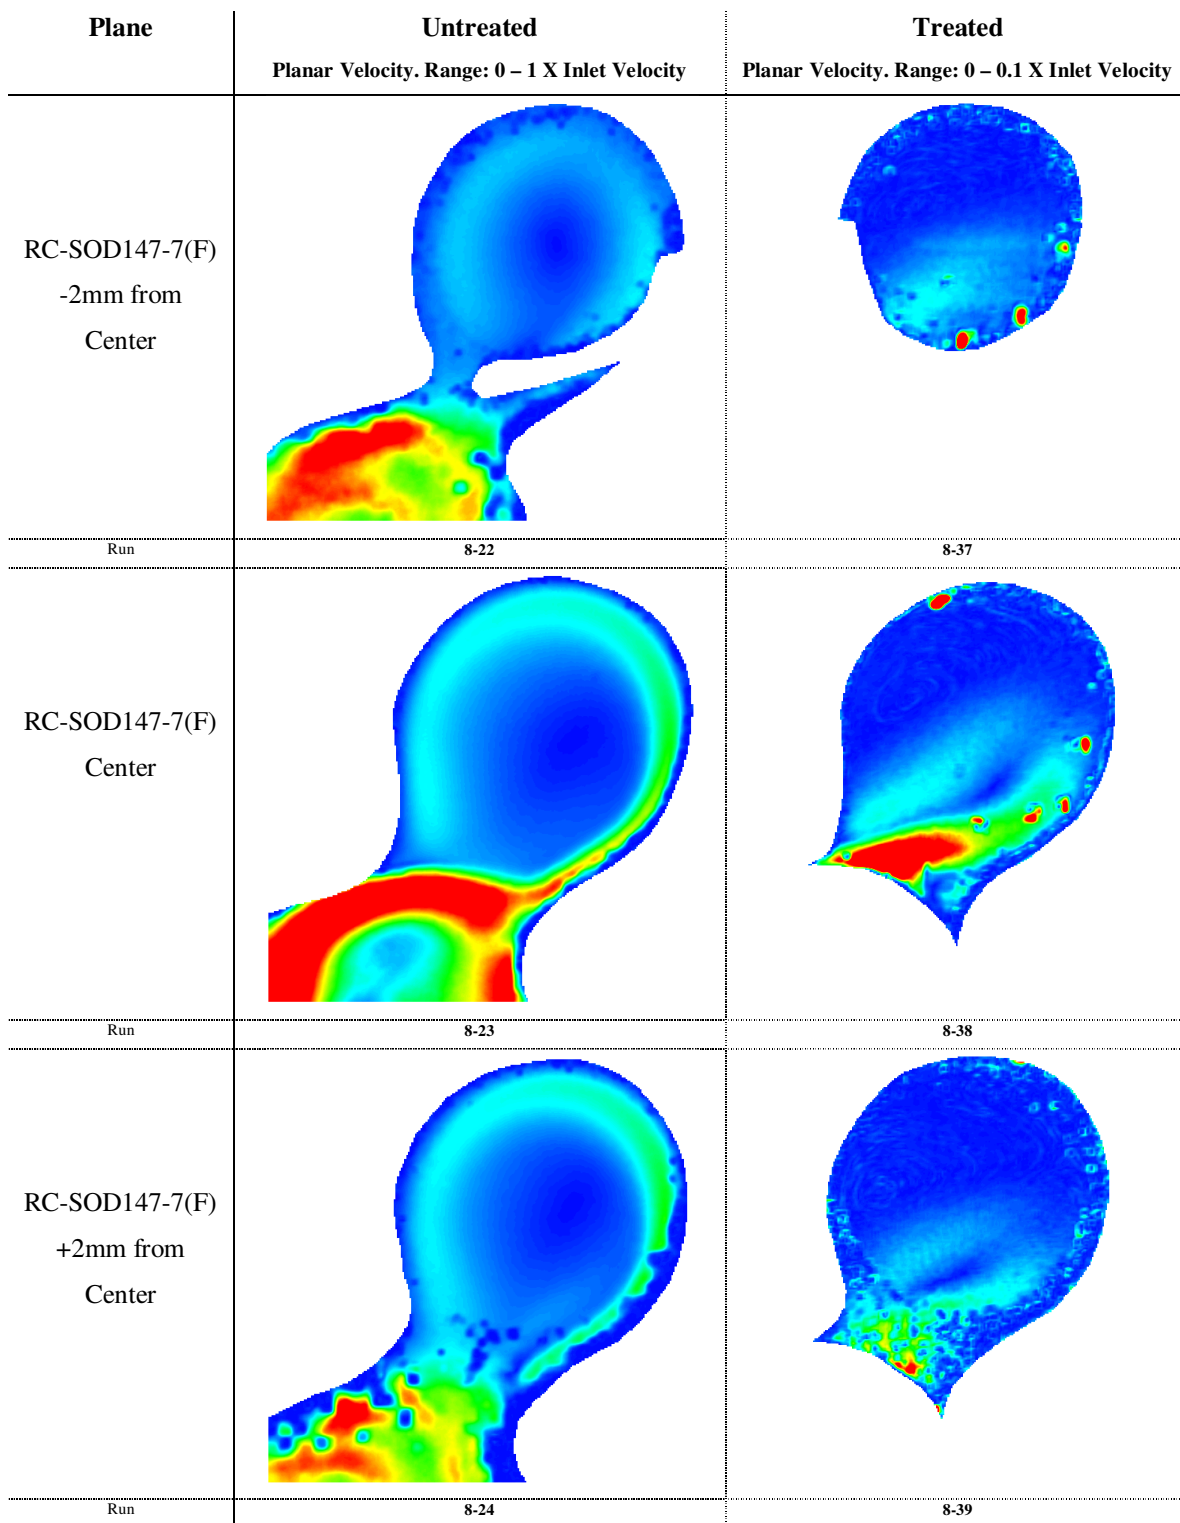 Plane
Untreated
Treated
Planar Velocity. Range: 0 – 1 X Inlet Velocity
Planar Velocity. Range: 0 – 0.1 X Inlet Velocity
RC-SOD147-7(F)
-2mm from
Center
Run
8-22
8-37
RC-SOD147-7(F)
Center
Run
8-23
8-38
RC-SOD147-7(F)
+2mm from
Center
Run
8-24
8-39